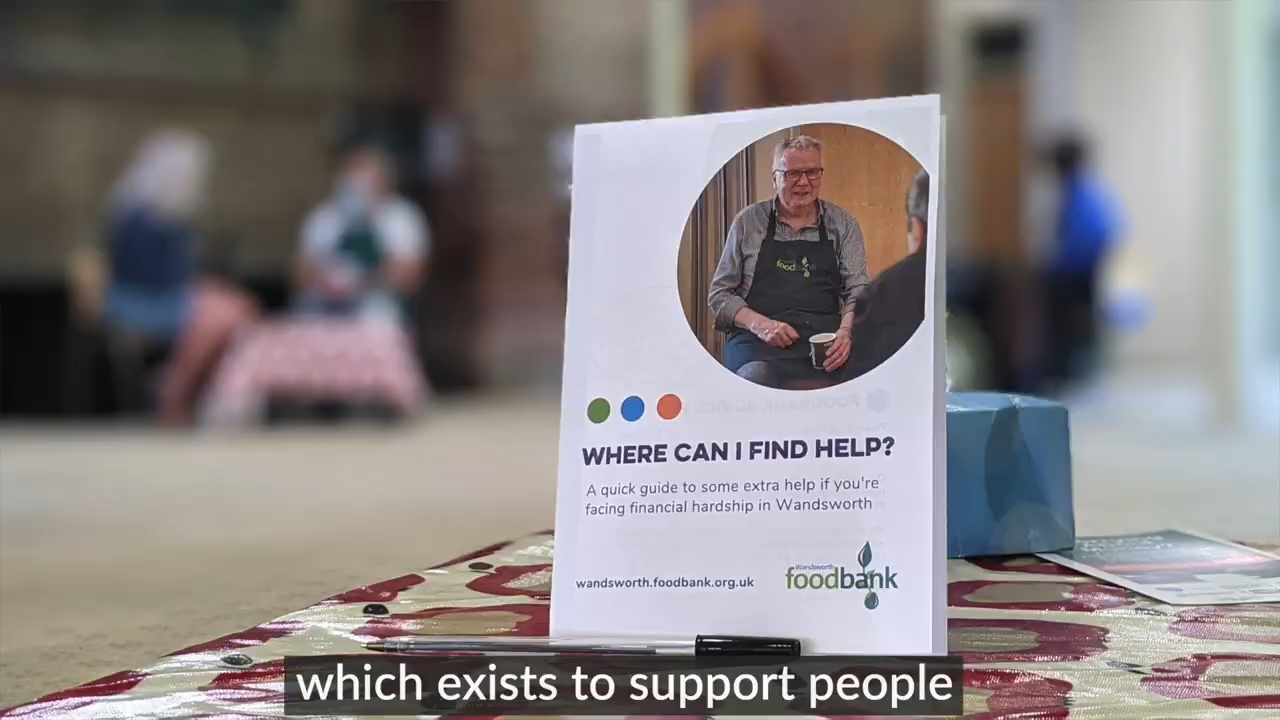 foodbank
WHERE CAN I FIND HELP?
A quick guide to some extra help if you're
facing financial hardship in Wandsworth
wandsworth.foodbank.org.uk
Wandsworth
foodbank
which exists to support people